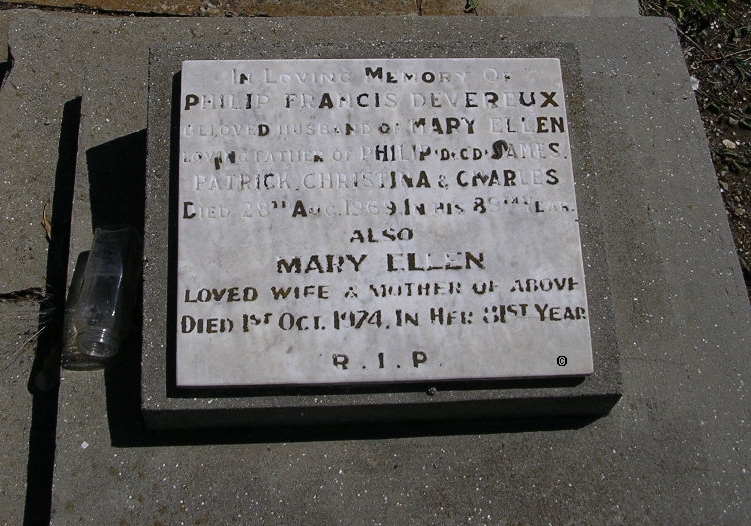 IN LOVING MEMORY OF
PHILIP FRANCIS DEVEREUX
BELOVED HUSBAND OF MARY ELLEN
LOVING FATHER OF PHILIP (DECD) JAMES.
PATRICK, CHRISTINA & CHARLES
DIED 28TH AUG. 1969. IN HIS YEAR.
ALSO
MARY ELLEN
LOVED WIFE & MOTHER OF ABOVE
DIED 1ST OCT. 1974. IN HER 81ST YEAR
R. I. P.
©